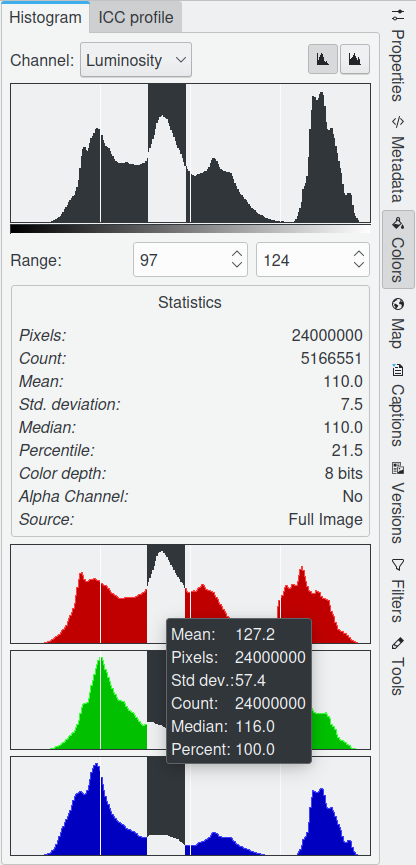 Histogram
ICC profile
Channel: Luminosity
Range: 97 124
Statistics
Pixels: 24000000
Count: 5166551
Mean: 110.0
Std. deviation: 7.5
Median: 110.0
Percentile: 21.5
Color depth: 8 bits
Alpha Channel: No
Source: Full Image
Mean: 127.2
Pixels: 24000000
Std dev.:57.4
Count: 24000000
Median: 116.0
Percent: 100.0
Properties
Metadata
Colors
Map
Captions
Versions
Filters
Tools